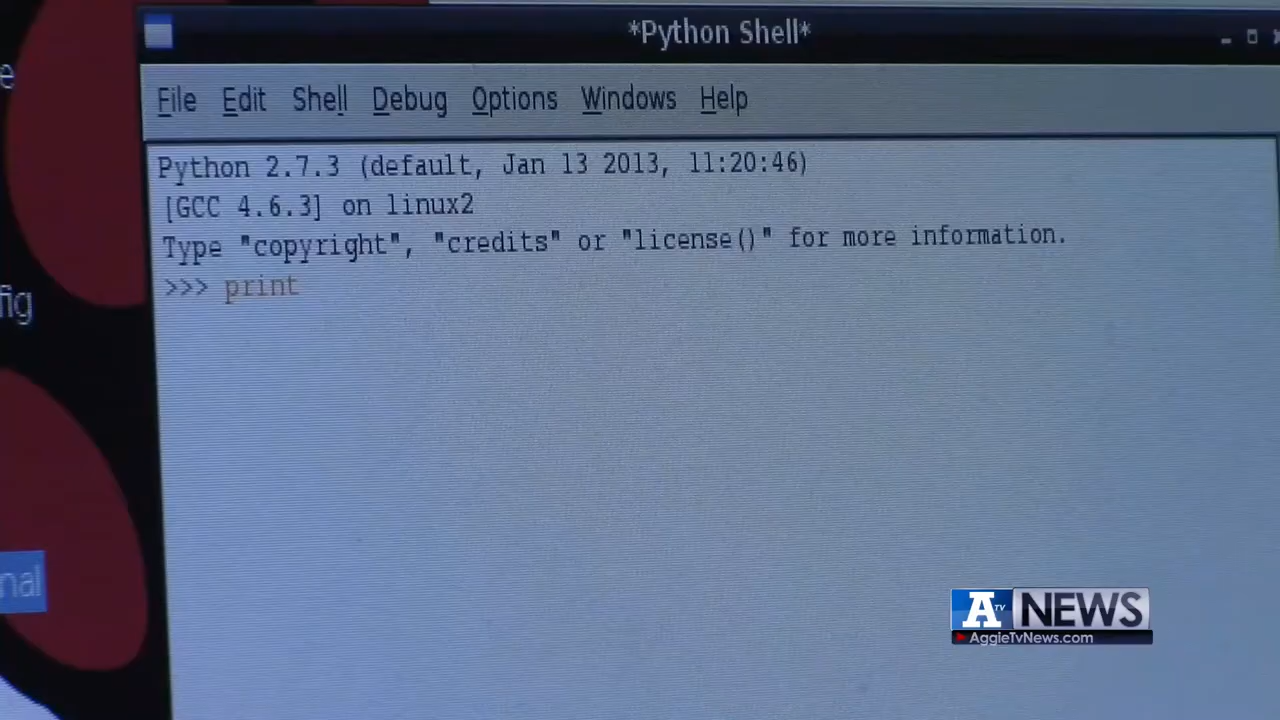 *Python Shell*
File Edit Shell Debug Options Windows Help
Python 2.7.3 (default, Jan 13 2013, 11:20:46)
[GCC 4.6.3] on linux2
Type "copyright", "credits" or "license()" for more information.
>>> print
e
fig
nal
ATV NEWS
AggieTvNews.com